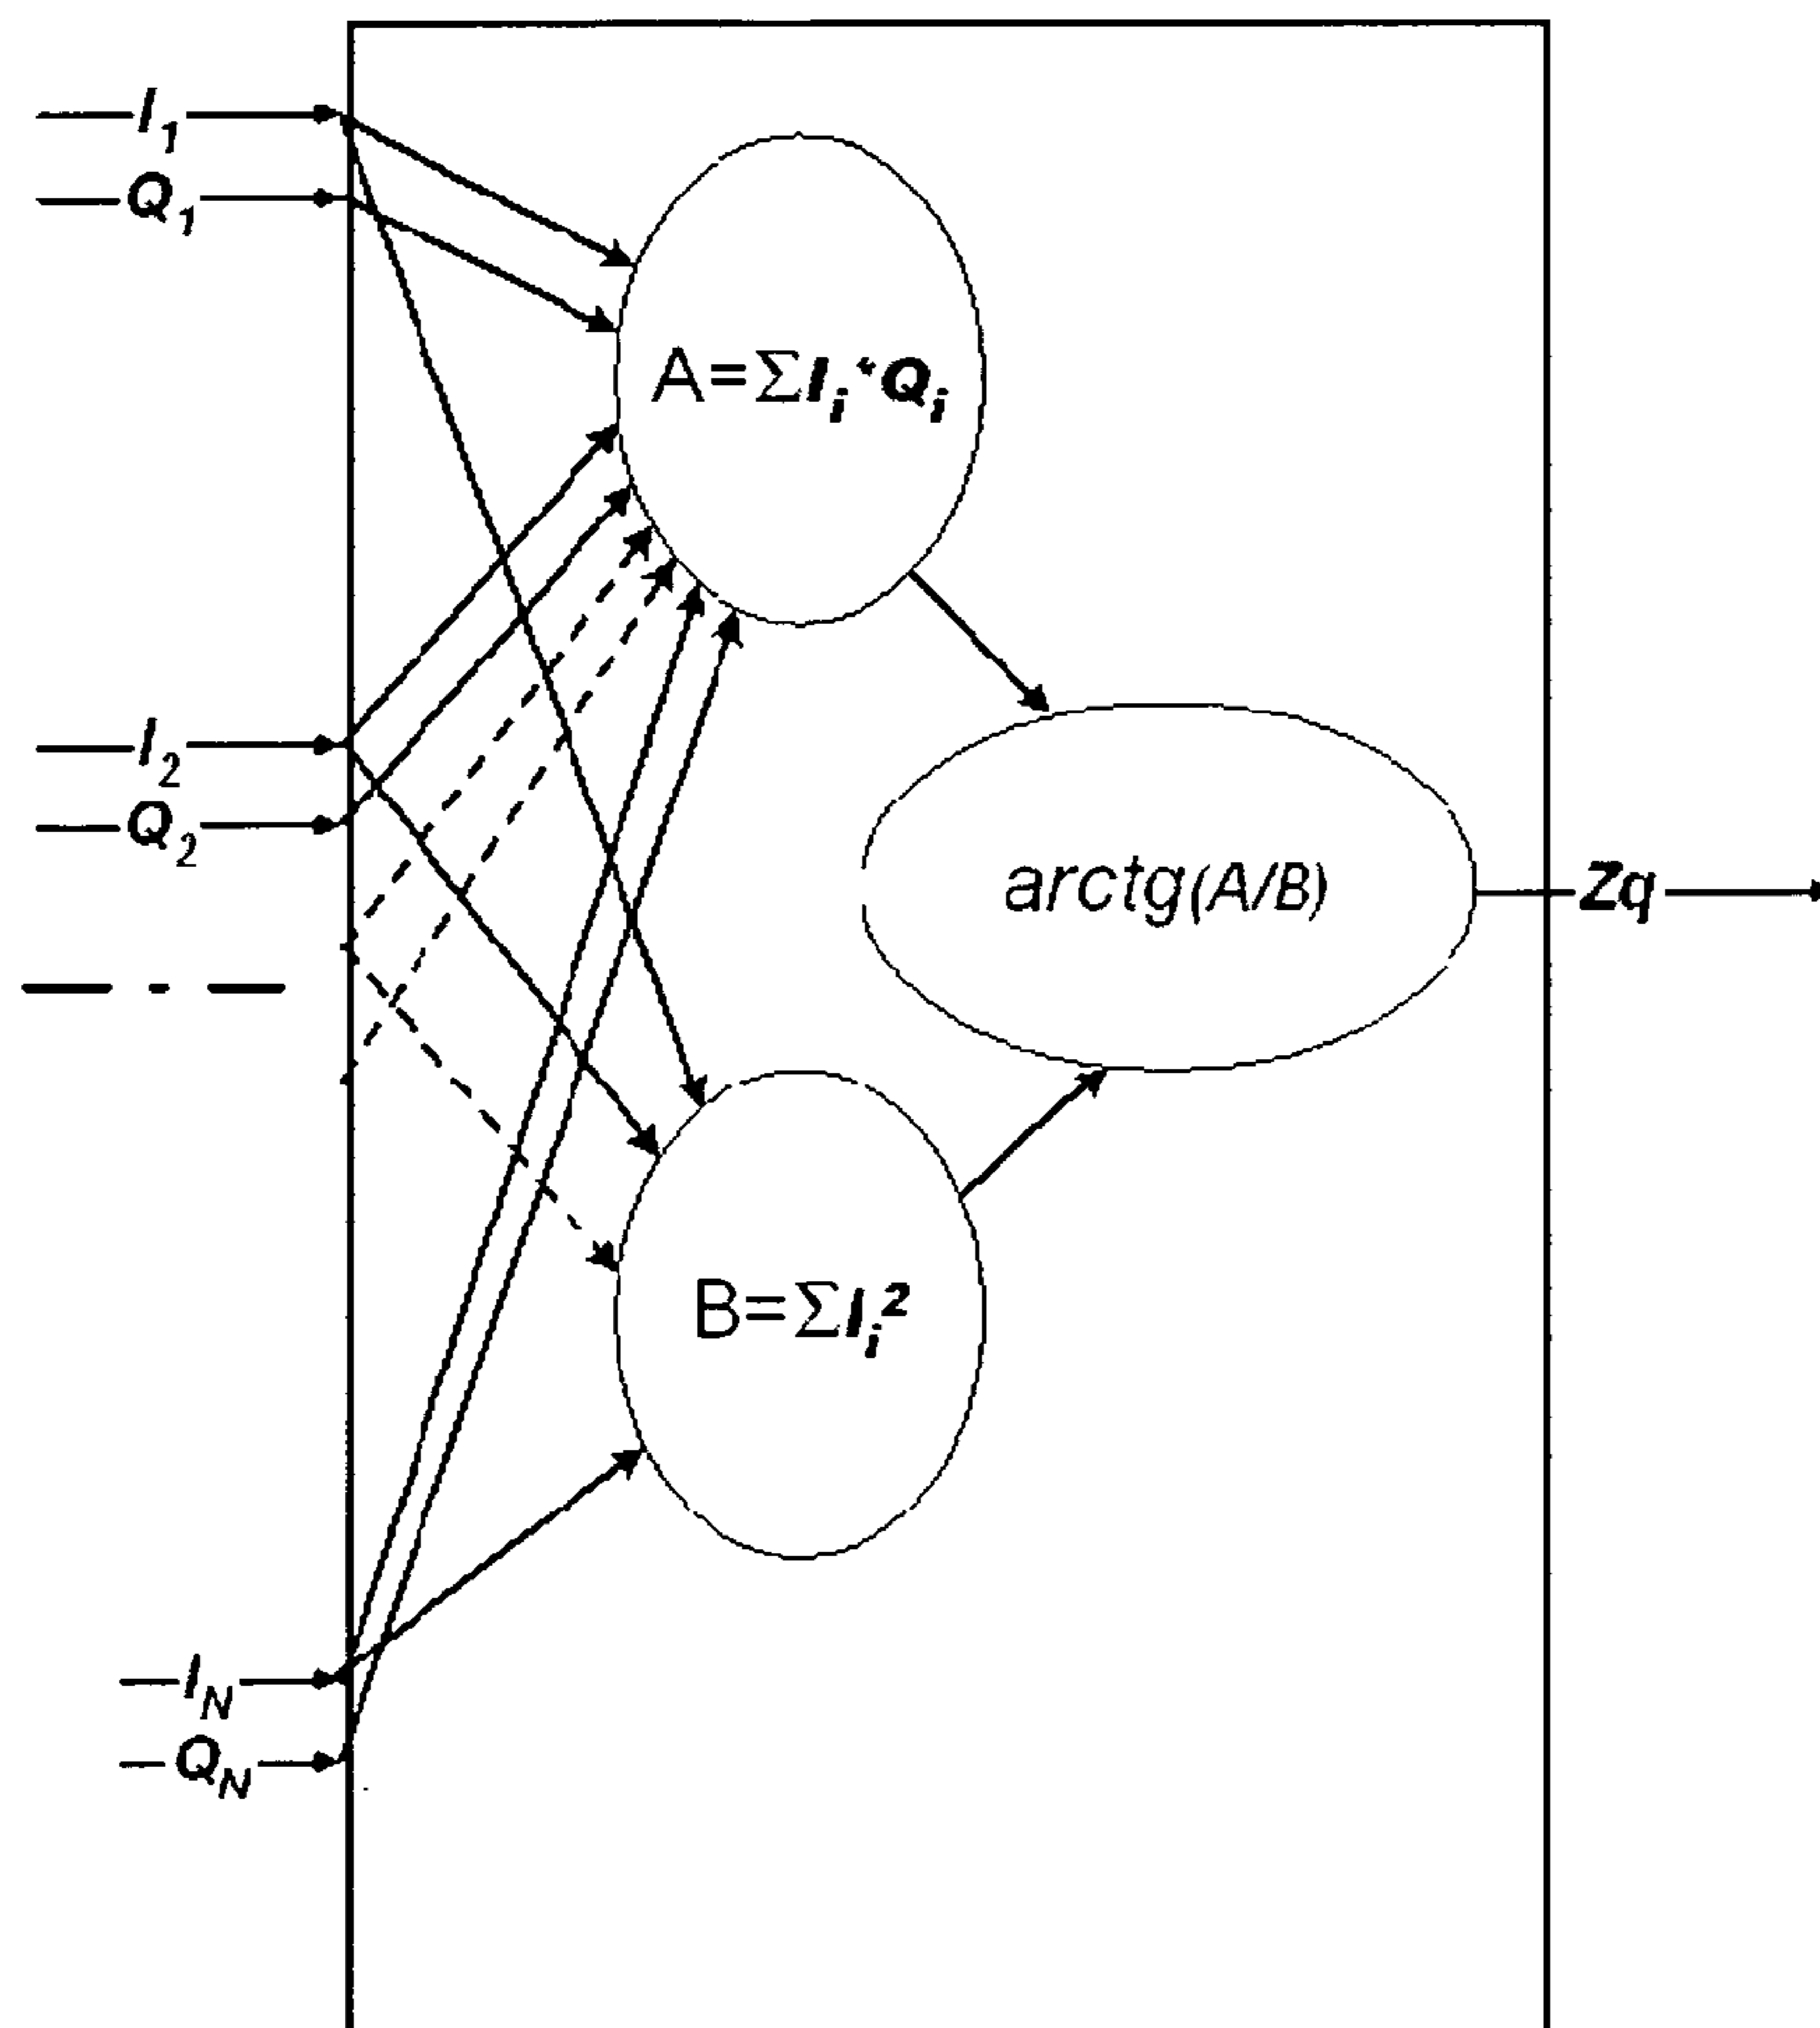 I1
Q1
A=ΣIi*Qi
I2
Q2
arctg(A/B)
Zq
B=ΣIi²
IN
QN